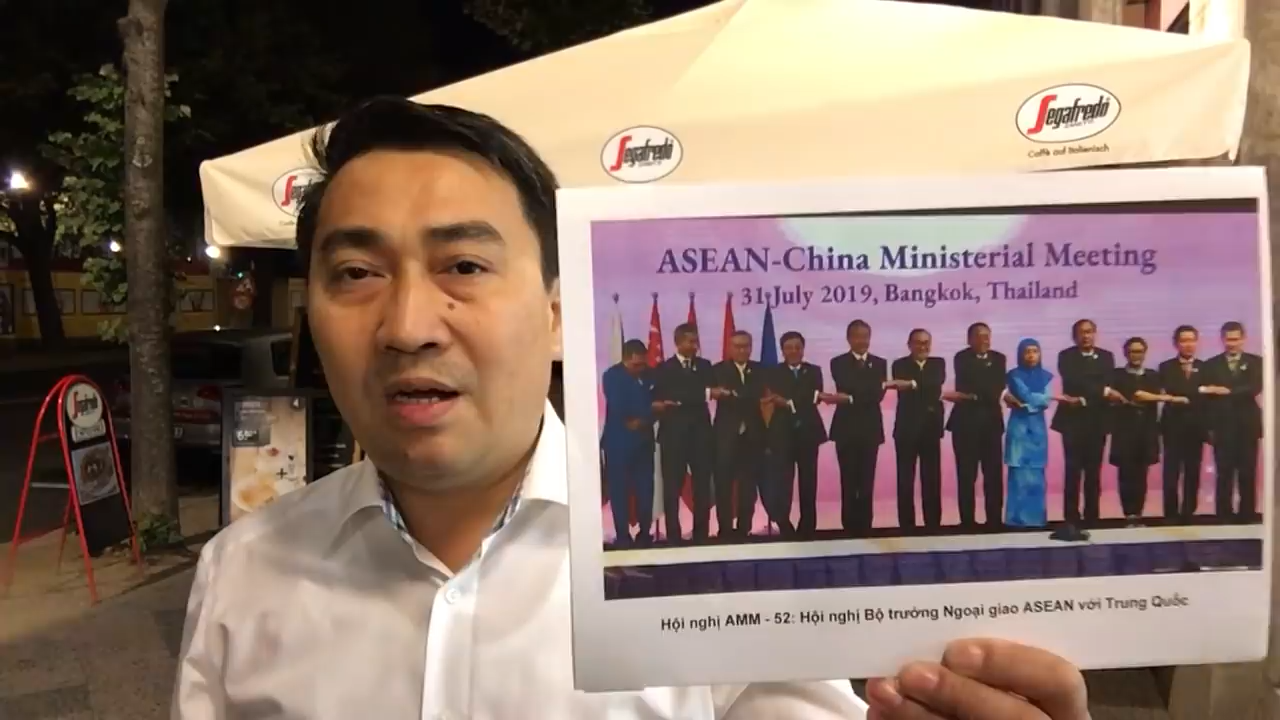 Segafredo
Segafredo
ZANETTI
Caffè auf Italienisch
ASEAN-China Ministerial Meeting
31 July 2019, Bangkok, Thailand
Hội nghị AMM - 52: Hội nghị Bộ trưởng Ngoại giao ASEAN với Trung Quốc
Segafredo